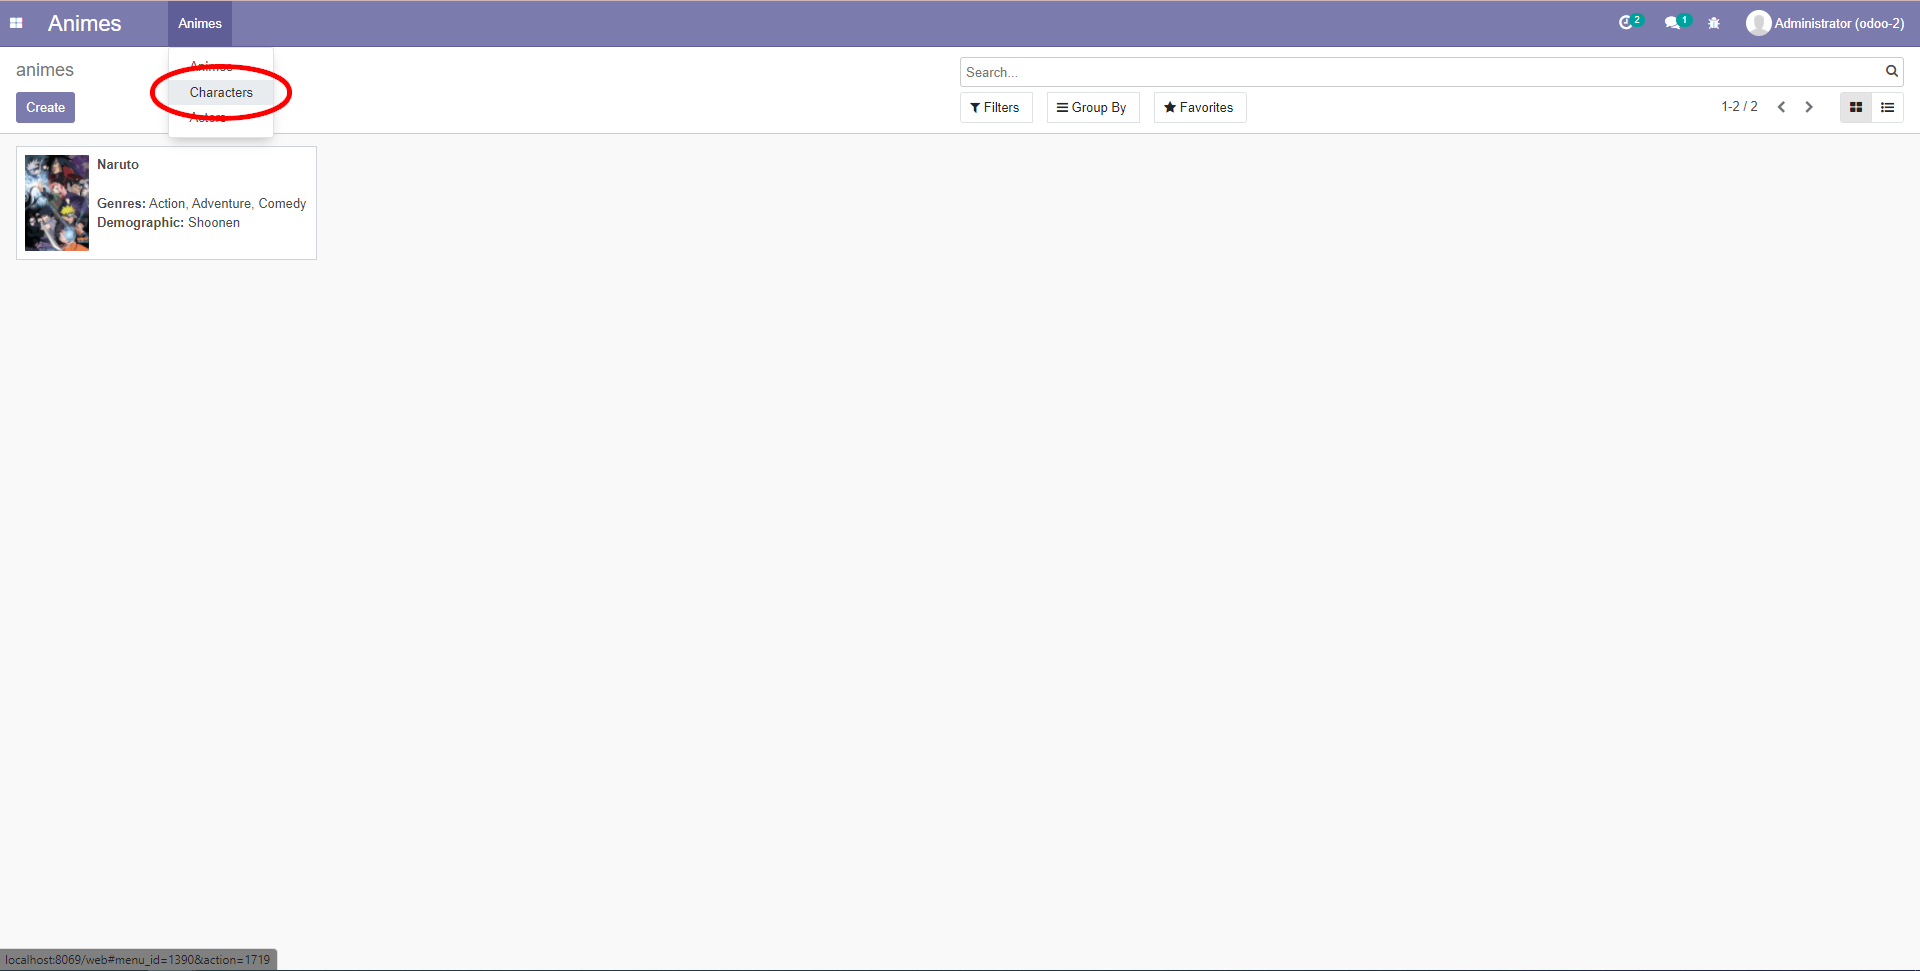 Animes
Animes
2
1
Administrator (odoo-2)
animes
Animes
Search...
Characters
Create
Filters
Group By
Favorites
1-2 / 2
Actors
Naruto
Genres: Action, Adventure, Comedy
Demographic: Shoonen
localhost:8069/web#menu_id=1390&action=1719